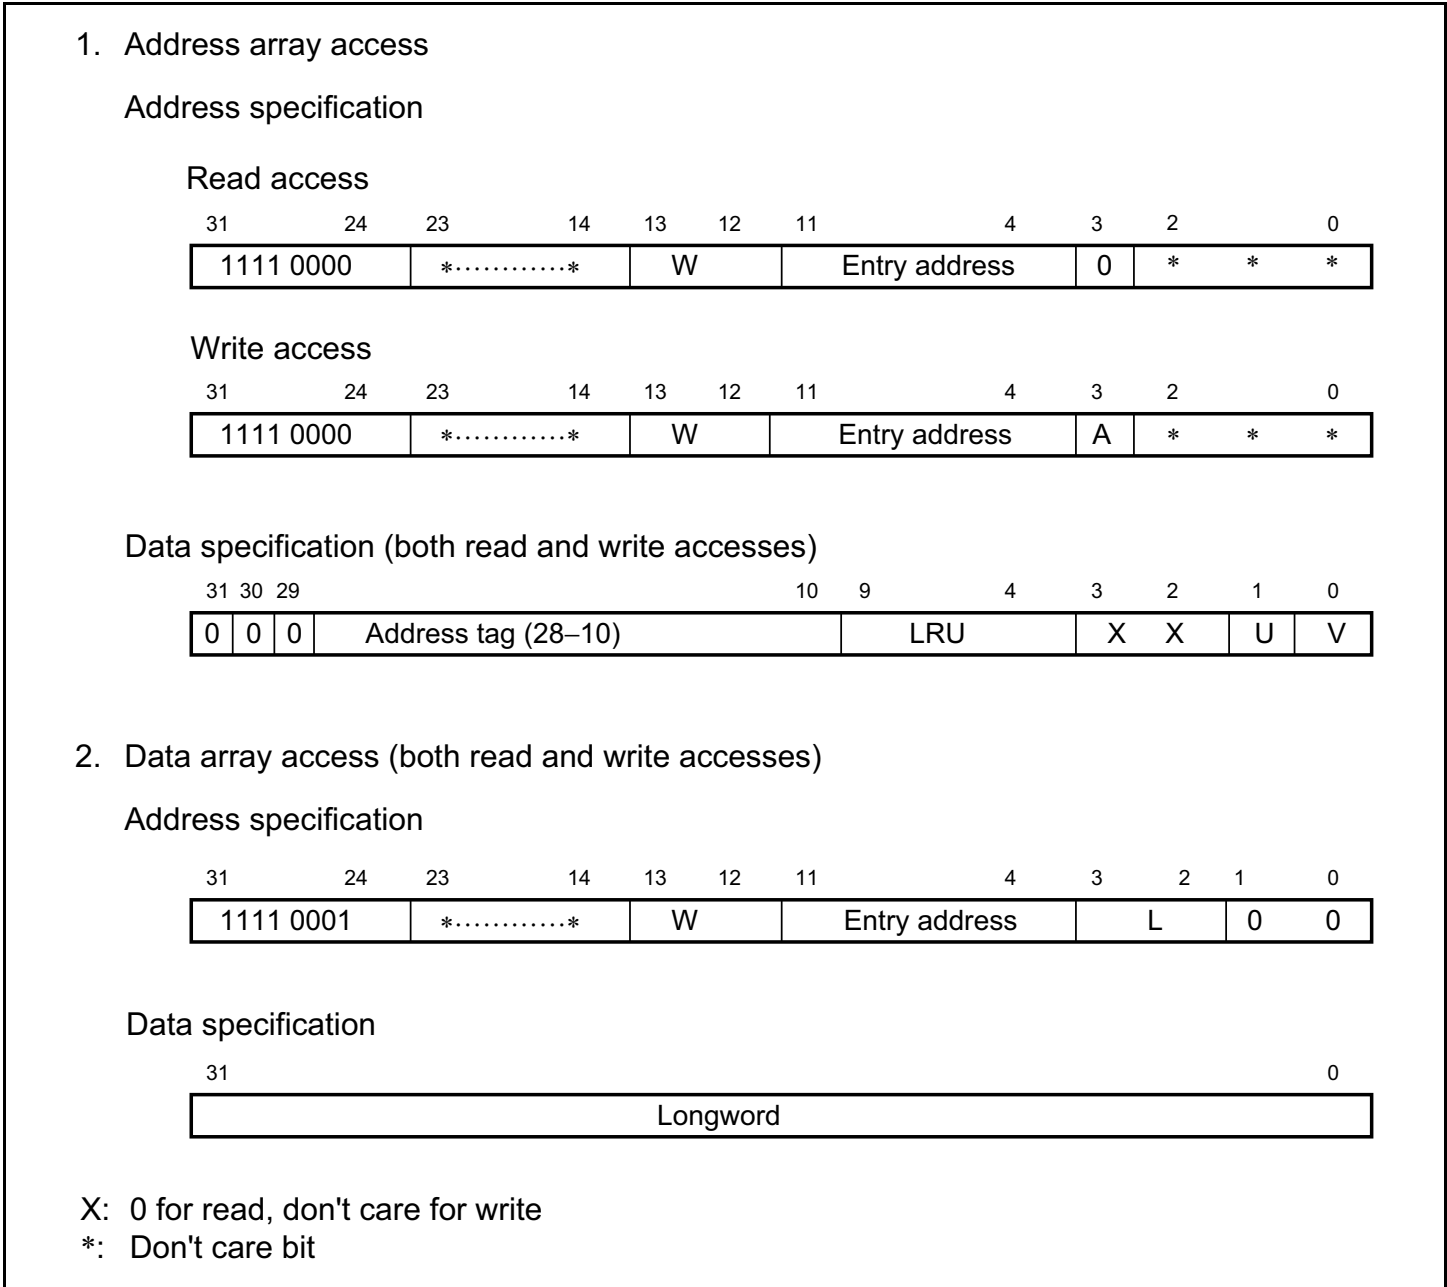 1. Address array access
Address specification
Read access
31 24 23 14 13 12 11 4 3 2 0
1111 0000 *············* W Entry address 0 * * *
Write access
31 24 23 14 13 12 11 4 3 2 0
1111 0000 *············* W Entry address A * * *
Data specification (both read and write accesses)
31 30 29 10 9 4 3 2 1 0
0 0 0 Address tag (28–10) LRU X X U V
2. Data array access (both read and write accesses)
Address specification
31 24 23 14 13 12 11 4 3 2 1 0
1111 0001 *············* W Entry address L 0 0
Data specification
31 0
Longword
X: 0 for read, don't care for write
*: Don't care bit